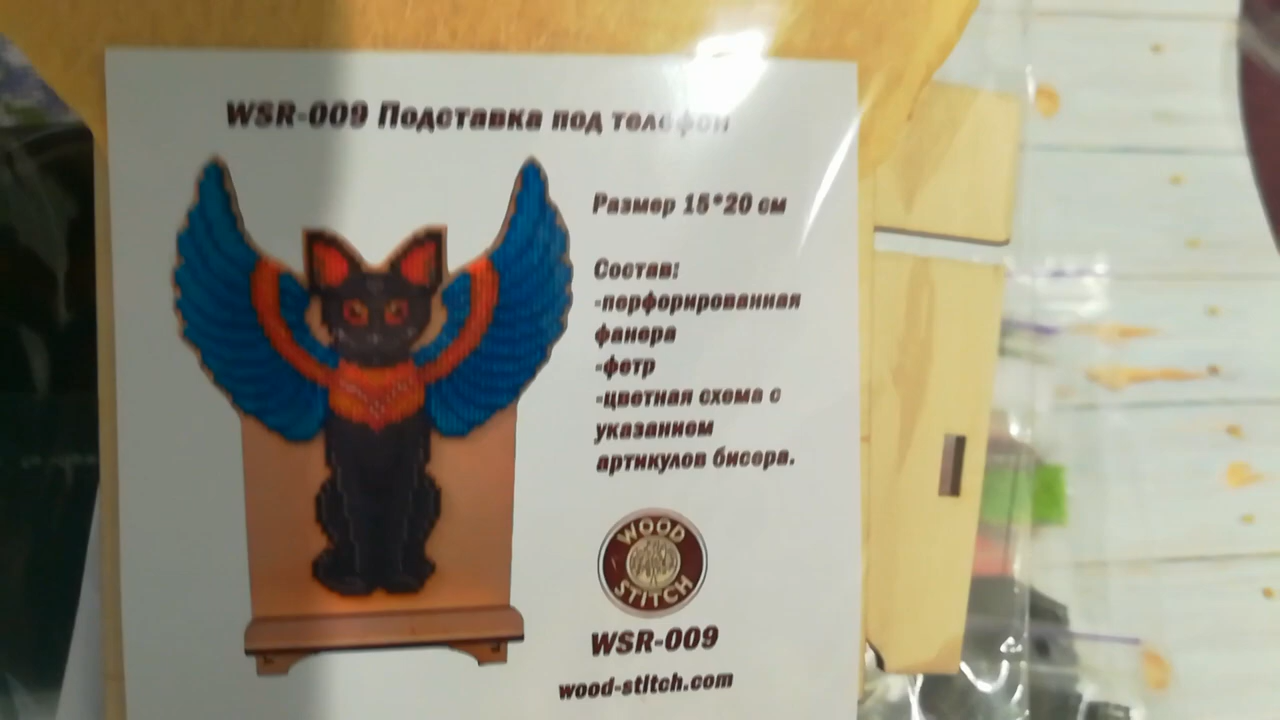 WSR-009 Подставка под телефон
Размер 15*20 см
Состав:
-перфорированная
фанера
-фетр
-цветная схема с
указанием
артикулов бисера.
WOOD
STITCH
WSR-009
wood-stitch.com